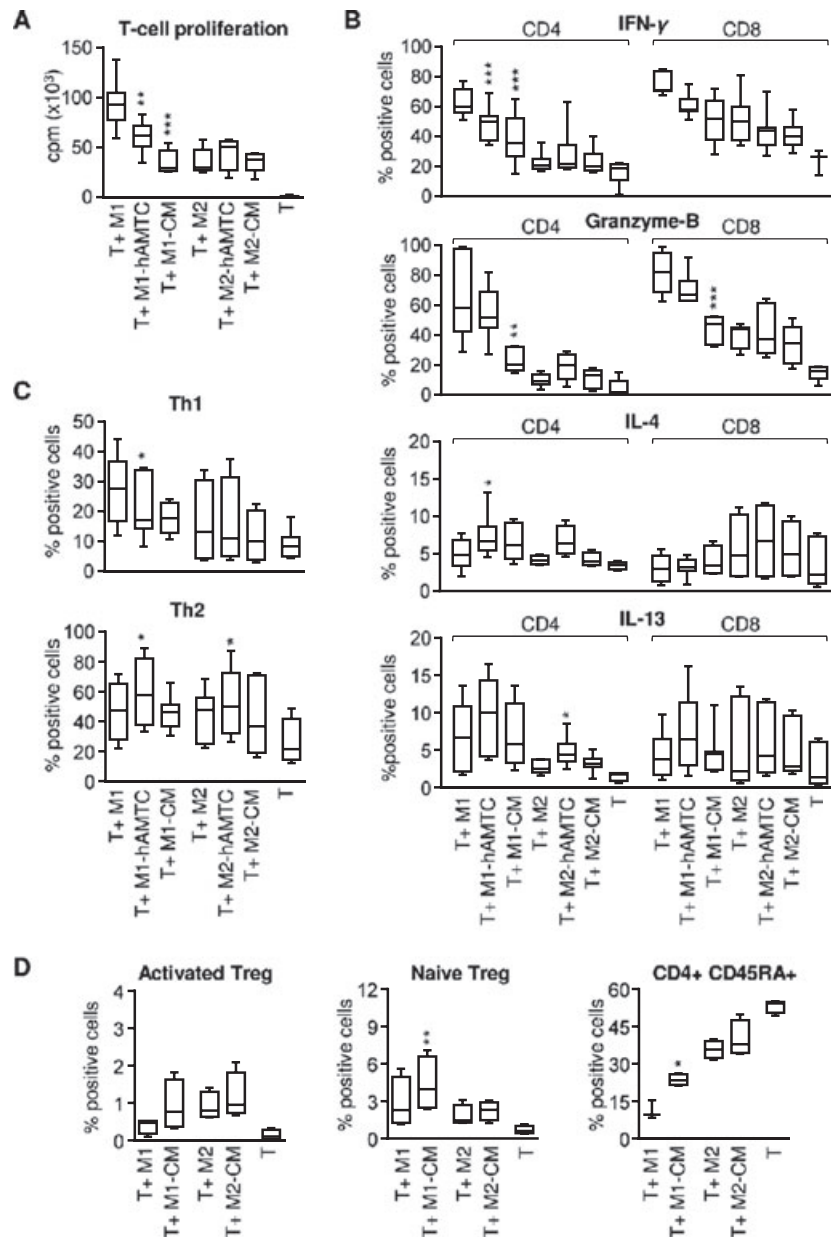 A
T-cell proliferation
cpm (x10³)
150
100
50
0
**
***
T+ M1
T+ M1-hAMTC
T+ M1-CM
T+ M2
T+ M2-hAMTC
T+ M2-CM
T
B
IFN-γ
CD4
CD8
% positive cells
100
80
60
40
20
0
***
***
Granzyme-B
CD4
CD8
% positive cells
100
80
60
40
20
0
**
***
IL-4
CD4
CD8
% positive cells
20
15
10
5
0
*
IL-13
CD4
CD8
%positive cells
20
15
10
5
0
*
T+ M1
T+ M1-hAMTC
T+ M1-CM
T+ M2
T+ M2-hAMTC
T+ M2-CM
T
T+ M1
T+ M1-hAMTC
T+ M1-CM
T+ M2
T+ M2-hAMTC
T+ M2-CM
T
C
Th1
% positive cells
50
40
30
20
10
0
*
Th2
% positive cells
100
80
60
40
20
0
*
*
T+ M1
T+ M1-hAMTC
T+ M1-CM
T+ M2
T+ M2-hAMTC
T+ M2-CM
T
D
Activated Treg
% positive cells
4
3
2
1
0
T+ M1
T+ M1-CM
T+ M2
T+ M2-CM
T
Naive Treg
% positive cells
12
9
6
3
0
**
T+ M1
T+ M1-CM
T+ M2
T+ M2-CM
T
CD4+ CD45RA+
% positive cells
60
45
30
15
0
*
T+ M1
T+ M1-CM
T+ M2
T+ M2-CM
T